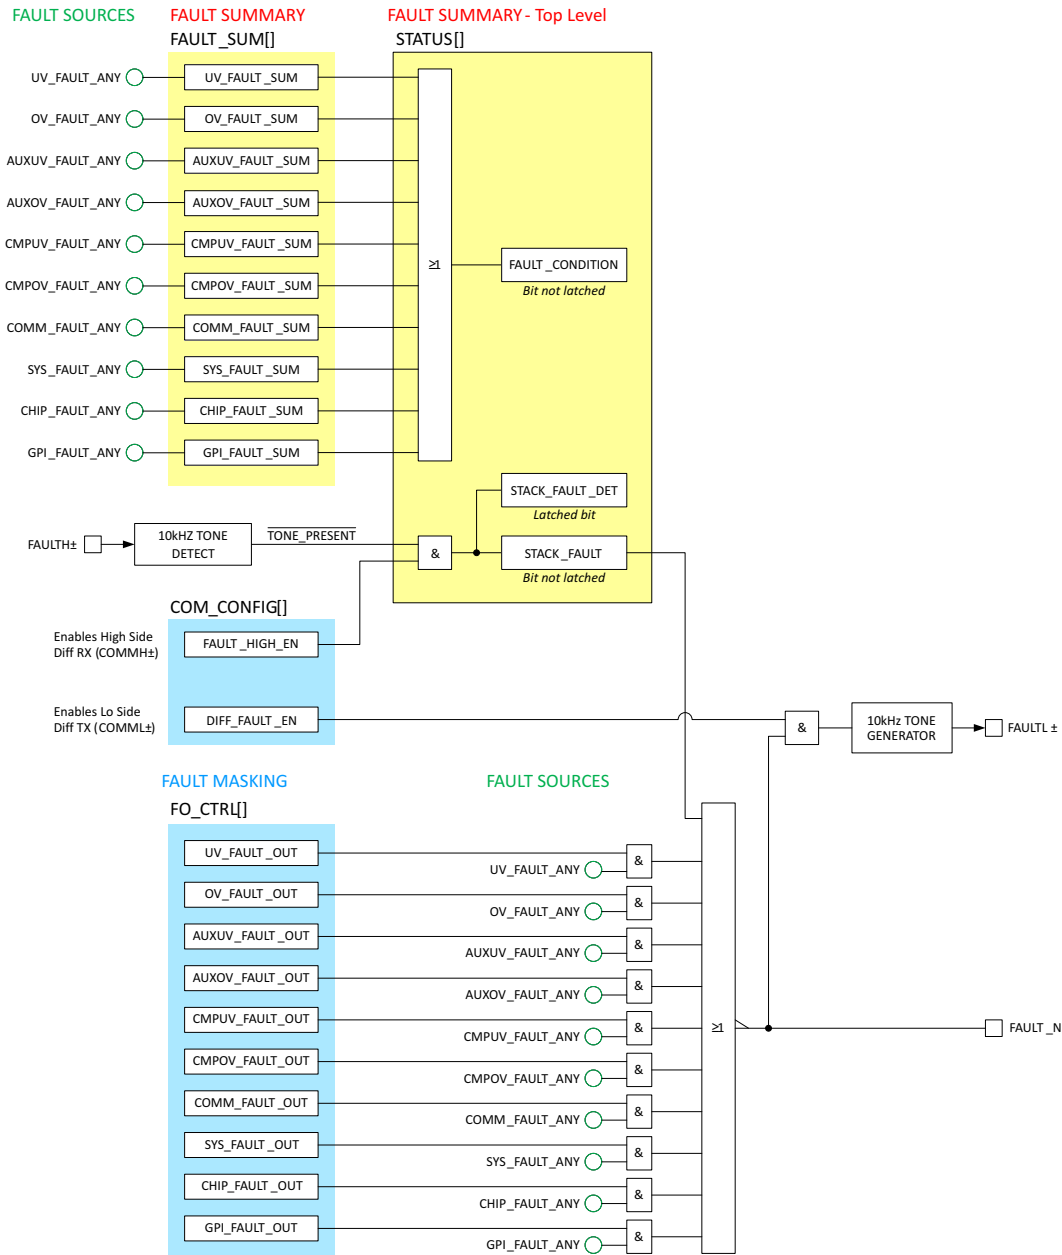 FAULT SOURCES
FAULT SUMMARY
FAULT SUMMARY - Top Level
FAULT_SUM[]
STATUS[]
UV_FAULT_ANY
UV_FAULT_SUM
OV_FAULT_ANY
OV_FAULT_SUM
AUXUV_FAULT_ANY
AUXUV_FAULT_SUM
AUXOV_FAULT_ANY
AUXOV_FAULT_SUM
CMPUV_FAULT_ANY
CMPUV_FAULT_SUM
≥1
FAULT_CONDITION
Bit not latched
CMPOV_FAULT_ANY
CMPOV_FAULT_SUM
COMM_FAULT_ANY
COMM_FAULT_SUM
SYS_FAULT_ANY
SYS_FAULT_SUM
CHIP_FAULT_ANY
CHIP_FAULT_SUM
GPI_FAULT_ANY
GPI_FAULT_SUM
STACK_FAULT_DET
Latched bit
FAULTH±
10kHZ TONE
DETECT
TONE_PRESENT
&
STACK_FAULT
Bit not latched
COM_CONFIG[]
Enables High Side
Diff RX (COMMH±)
FAULT_HIGH_EN
Enables Lo Side
Diff TX (COMML±)
DIFF_FAULT_EN
&
10kHz TONE
GENERATOR
FAULTL±
FAULT MASKING
FAULT SOURCES
FO_CTRL[]
UV_FAULT_OUT
UV_FAULT_ANY
&
OV_FAULT_OUT
OV_FAULT_ANY
&
AUXUV_FAULT_OUT
AUXUV_FAULT_ANY
&
AUXOV_FAULT_OUT
AUXOV_FAULT_ANY
&
CMPUV_FAULT_OUT
CMPUV_FAULT_ANY
&
≥1
FAULT_N
CMPOV_FAULT_OUT
CMPOV_FAULT_ANY
&
COMM_FAULT_OUT
COMM_FAULT_ANY
&
SYS_FAULT_OUT
SYS_FAULT_ANY
&
CHIP_FAULT_OUT
CHIP_FAULT_ANY
&
GPI_FAULT_OUT
GPI_FAULT_ANY
&